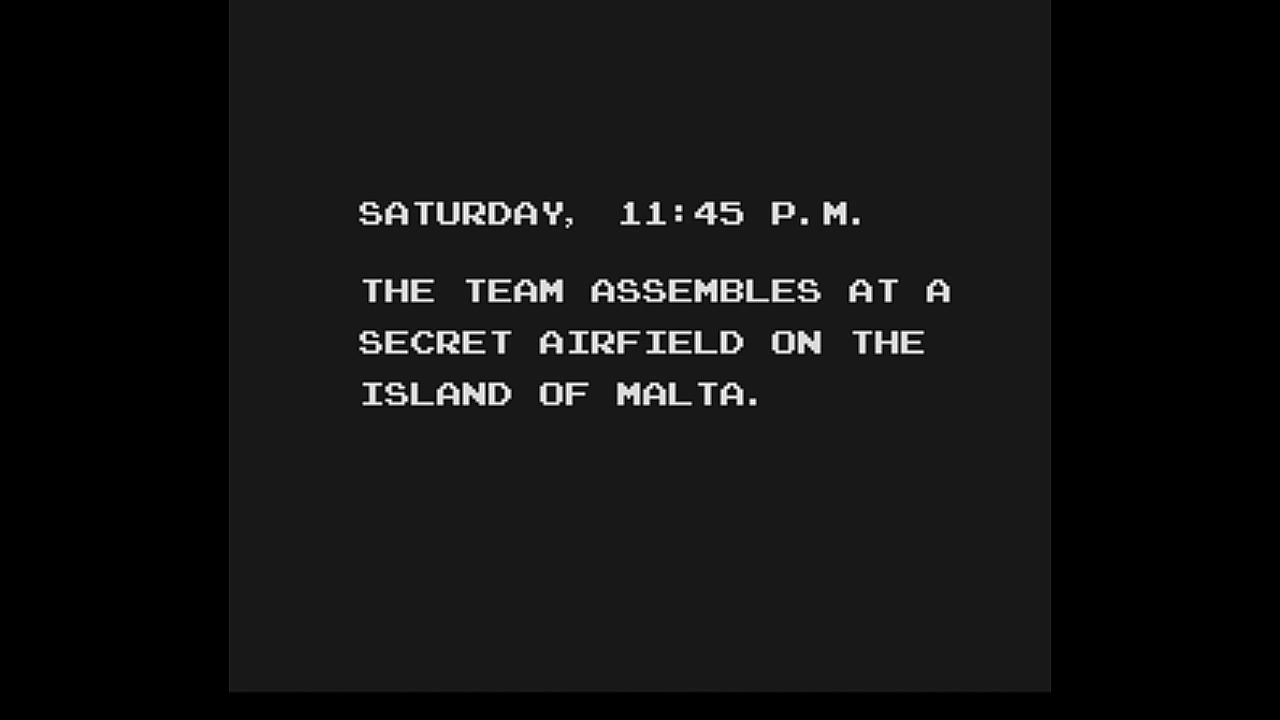 SATURDAY, 11:45 P.M.
THE TEAM ASSEMBLES AT A
SECRET AIRFIELD ON THE
ISLAND OF MALTA.